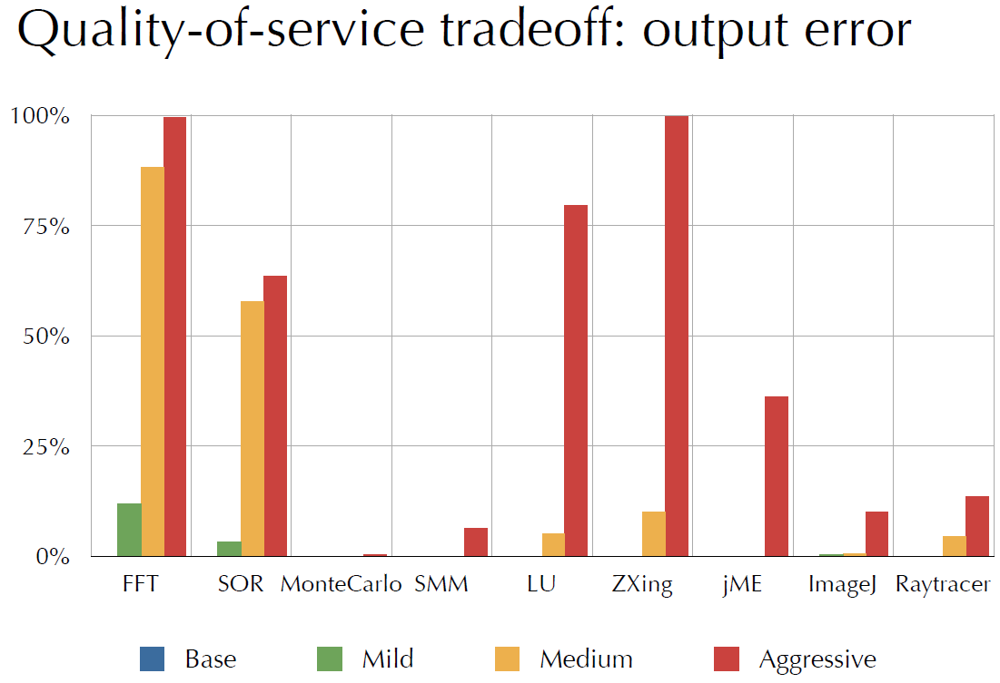 Quality-of-service tradeoff: output error
100%
75%
50%
25%
0%
FFT SOR MonteCarlo SMM LU ZXing jME ImageJ Raytracer
Base Mild Medium Aggressive